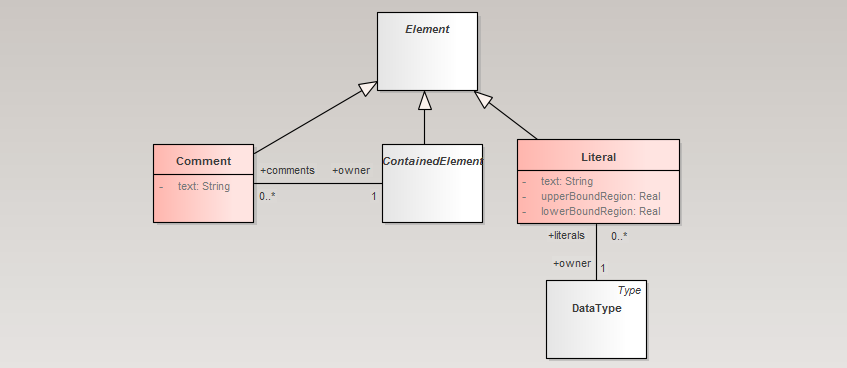 Element
Comment
- text: String
+comments
+owner
0..*
1
ContainedElement
Literal
- text: String
- upperBoundRegion: Real
- lowerBoundRegion: Real
+literals
0..*
+owner
1
Type
DataType